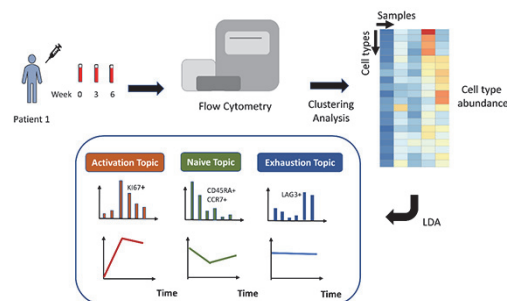 Samples
Cell types
Week 0 3 6
Patient 1
Flow Cytometry
Clustering
Analysis
Cell type
abundance
LDA
Activation Topic
Naive Topic
Exhaustion Topic
KI67+
CD45RA+
CCR7+
LAG3+
Time
Time
Time